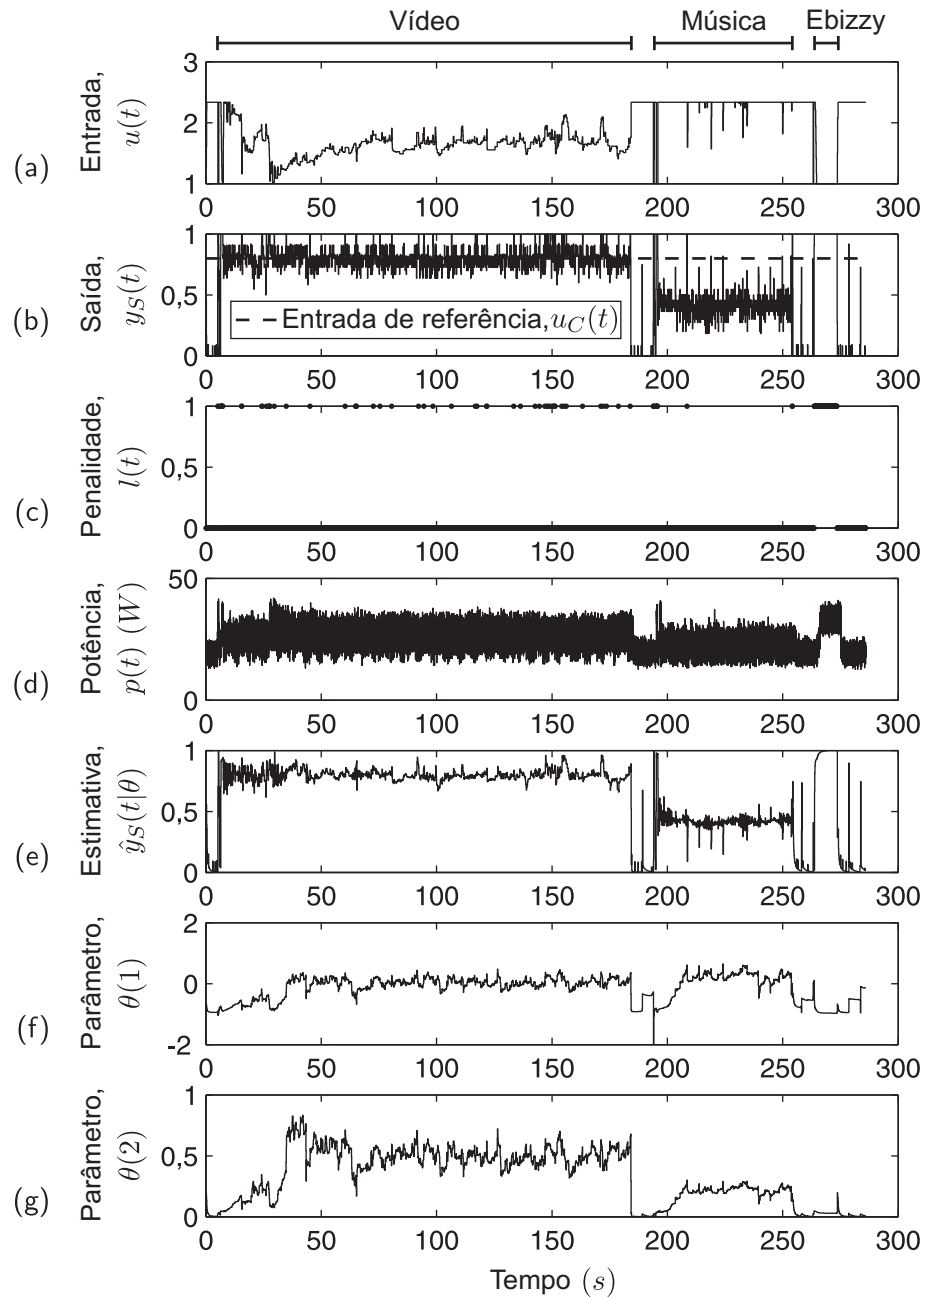 Vídeo Música Ebizzy
(a) Entrada, u(t)
3
2
1
0 50 100 150 200 250 300
(b) Saída, y_S(t)
1
0,5
0
Entrada de referência, u_C(t)
0 50 100 150 200 250 300
(c) Penalidade, l(t)
1
0,5
0
0 50 100 150 200 250 300
(d) Potência, p(t) (W)
50
0
0 50 100 150 200 250 300
(e) Estimativa, ŷ_S(t|θ)
1
0,5
0
0 50 100 150 200 250 300
(f) Parâmetro, θ(1)
2
0
-2
0 50 100 150 200 250 300
(g) Parâmetro, θ(2)
1
0,5
0
0 50 100 150 200 250 300
Tempo (s)